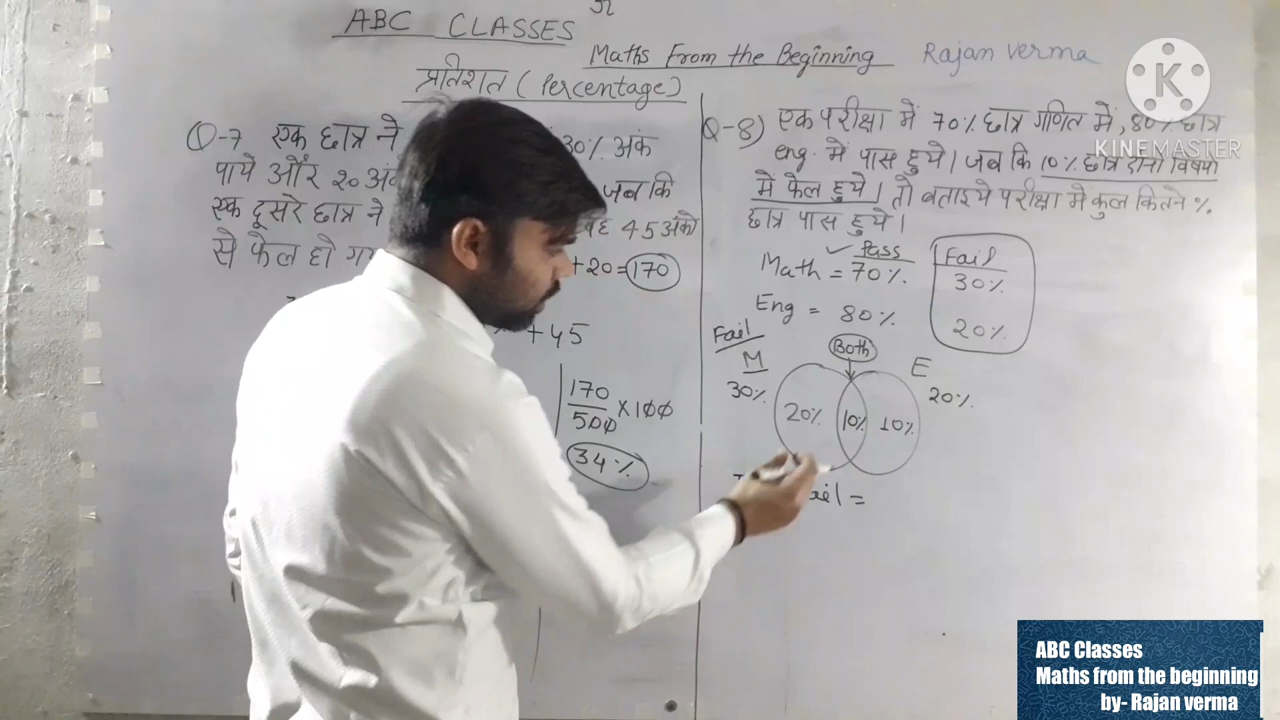 ABC CLASSES
Maths From the Beginning Rajan verma
प्रतिशत (Percentage)
Q-7 एक छात्र ने 30% अंक
पाये और २० अंक जब कि
एक दूसरे छात्र ने वह 45 अंको
से फेल हो
+20=170
+45
170
500
×100
34%
Q-8) एक परीक्षा में 70% छात्र गणित में, 80% छात्र
eng. में पास हुये। जब कि 10% छात्र दोनो विषयो
में फेल हुये। तो बताइये परीक्षा में कुल कितने %
छात्र पास हुये।
✓ Pass Fail
Math = 70% 30%
Eng = 80% 20%
Fail Both
M E
30% 20%
20% 10% 10%
=
K
KINEMASTER
ABC Classes
Maths from the beginning
by- Rajan verma